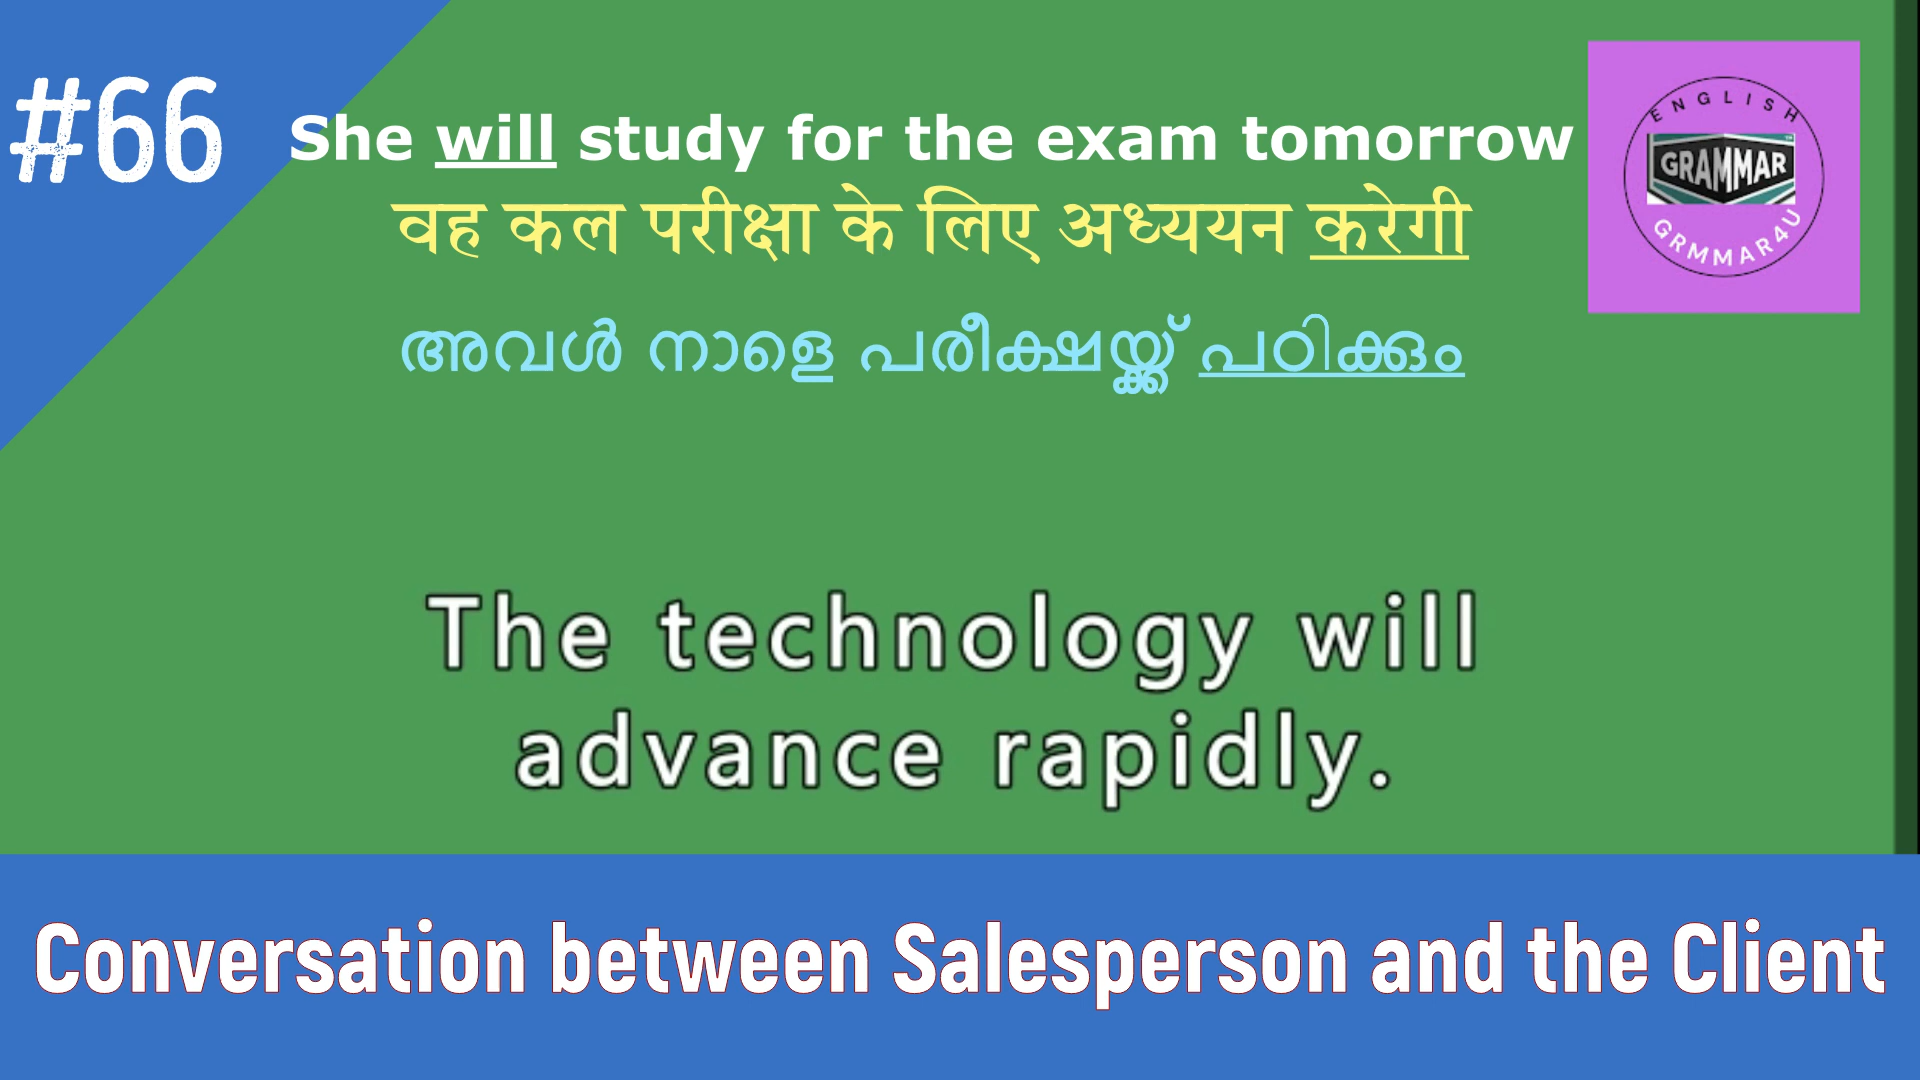 #66
She will study for the exam tomorrow
वह कल परीक्षा के लिए अध्ययन करेगी
അവൾ നാളെ പരീക്ഷയ്ക്ക് പഠിക്കും
ENGLISH
GRAMMAR
GRMMAR4U
The technology will
advance rapidly.
Conversation between Salesperson and the Client